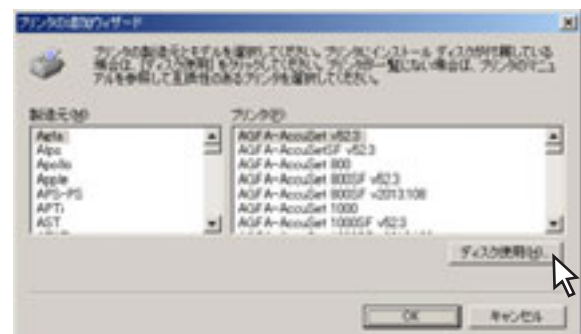 プリンタの追加ウィザード
プリンタの製造元とモデルを選択してください。プリンタにインストール ディスクが付属している
場合は、[ディスク使用] をクリックしてください。プリンタが一覧にない場合は、プリンタのマニュ
アルを参照して互換性のあるプリンタを選択してください。
製造元(M)
Agfa
Alps
Apollo
Apple
APS-PS
APTi
AST
プリンタ(P)
AGFA-AccuSet v52.3
AGFA-AccuSetSF v52.3
AGFA-AccuSet 800
AGFA-AccuSet 800SF v52.3
AGFA-AccuSet 800SF v2013.108
AGFA-AccuSet 1000
AGFA-AccuSet 1000SF v52.3
ディスク使用(H)...
OK
キャンセル